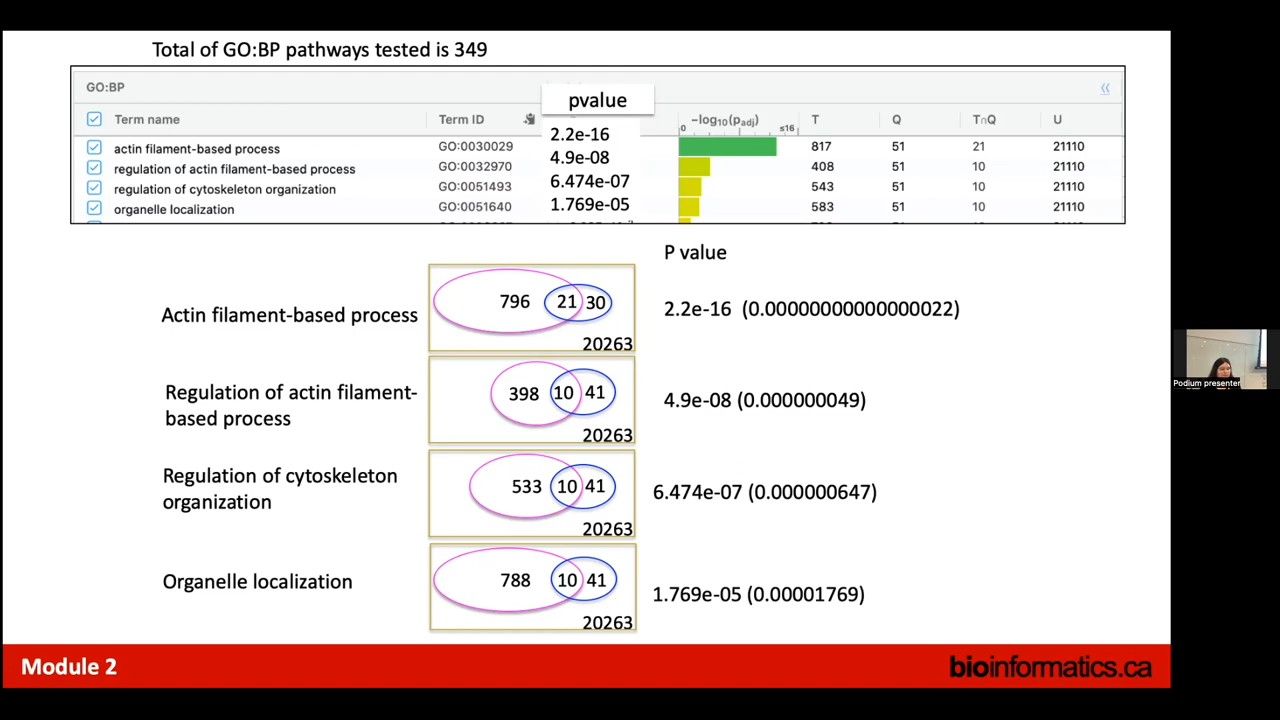 Total of GO:BP pathways tested is 349
GO:BP
pvalue
Term name Term ID −log10(padj) T Q T∩Q U
0 ≤16
actin filament-based process GO:0030029 2.2e-16 817 51 21 21110
regulation of actin filament-based process GO:0032970 4.9e-08 408 51 10 21110
regulation of cytoskeleton organization GO:0051493 6.474e-07 543 51 10 21110
organelle localization GO:0051640 1.769e-05 583 51 10 21110
P value
Actin filament-based process 796 21 30 2.2e-16 (0.00000000000000022)
20263
Regulation of actin filament-
based process
398 10 41 4.9e-08 (0.000000049)
20263
Regulation of cytoskeleton
organization
533 10 41 6.474e-07 (0.000000647)
20263
Organelle localization 788 10 41 1.769e-05 (0.00001769)
20263
Module 2 bioinformatics.ca
Podium presenter